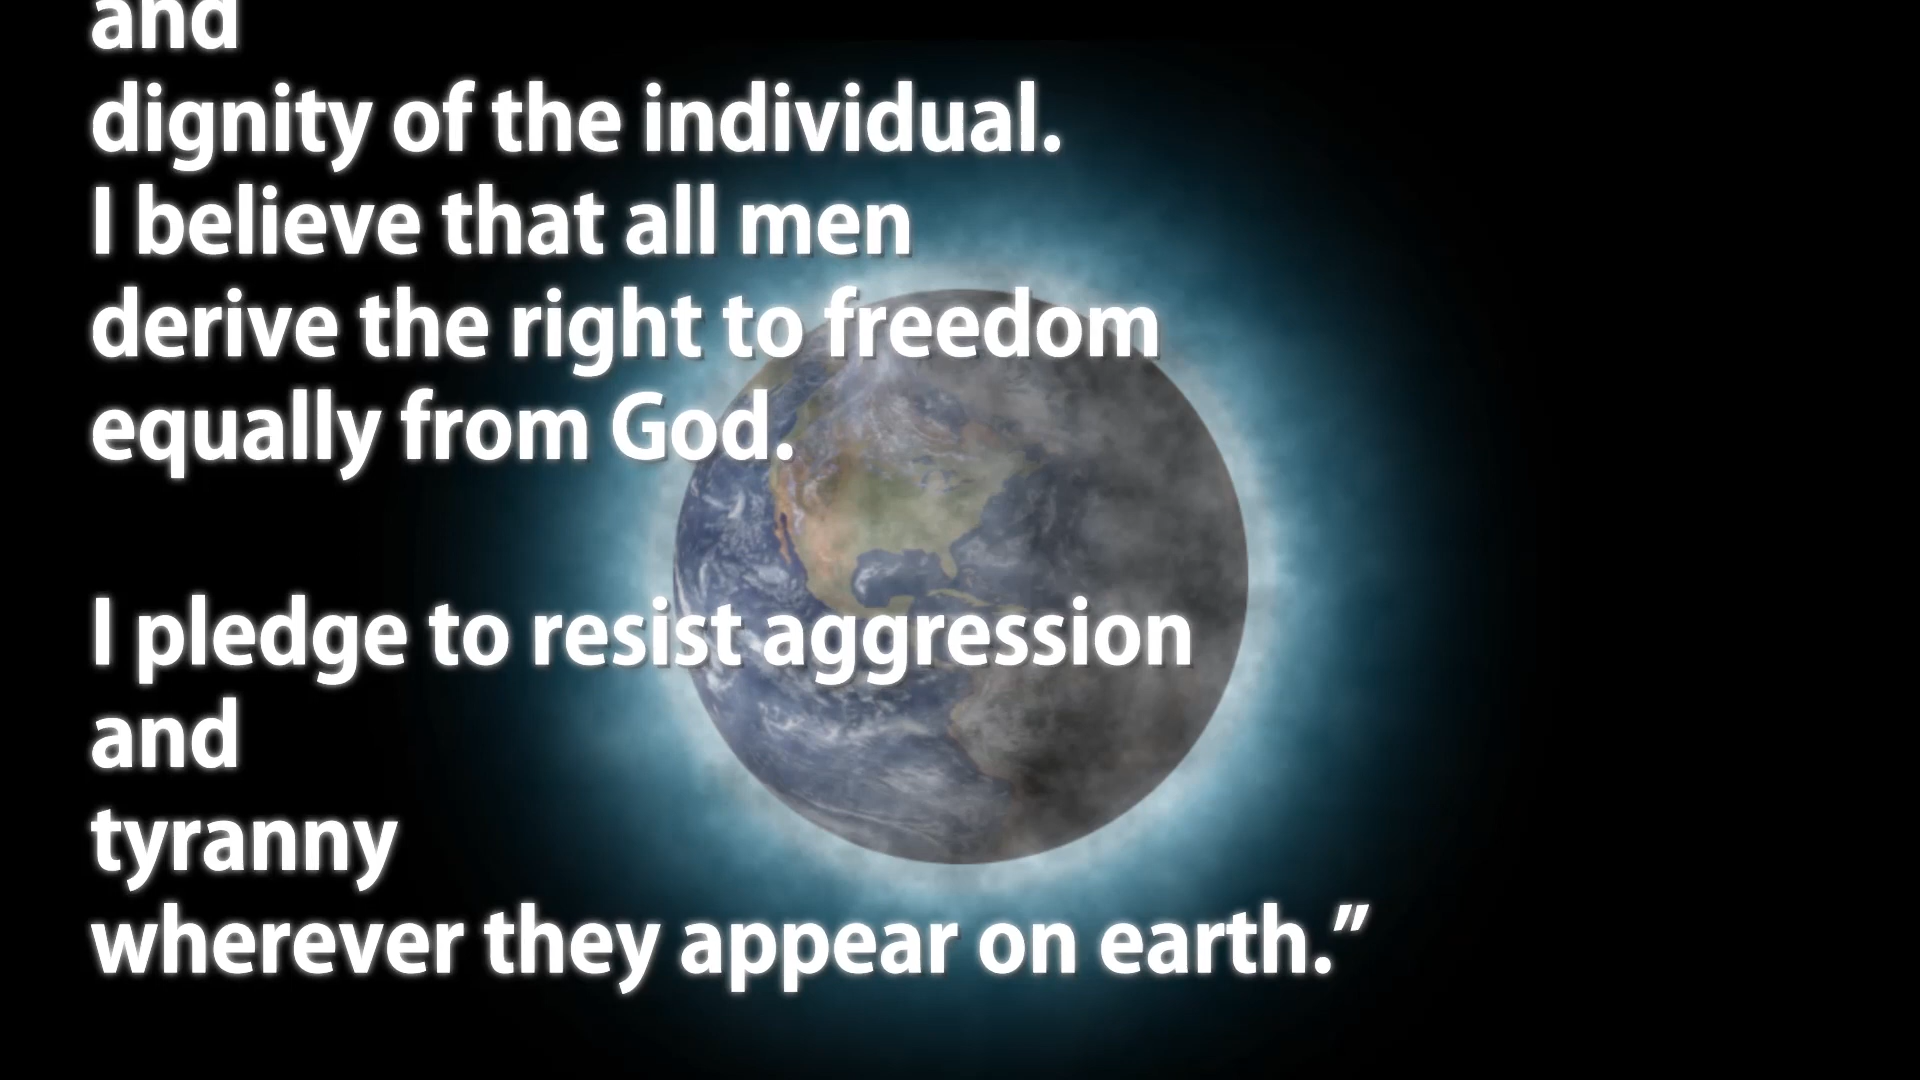 and
dignity of the individual.
I believe that all men
derive the right to freedom
equally from God.
I pledge to resist aggression
and
tyranny
wherever they appear on earth.”